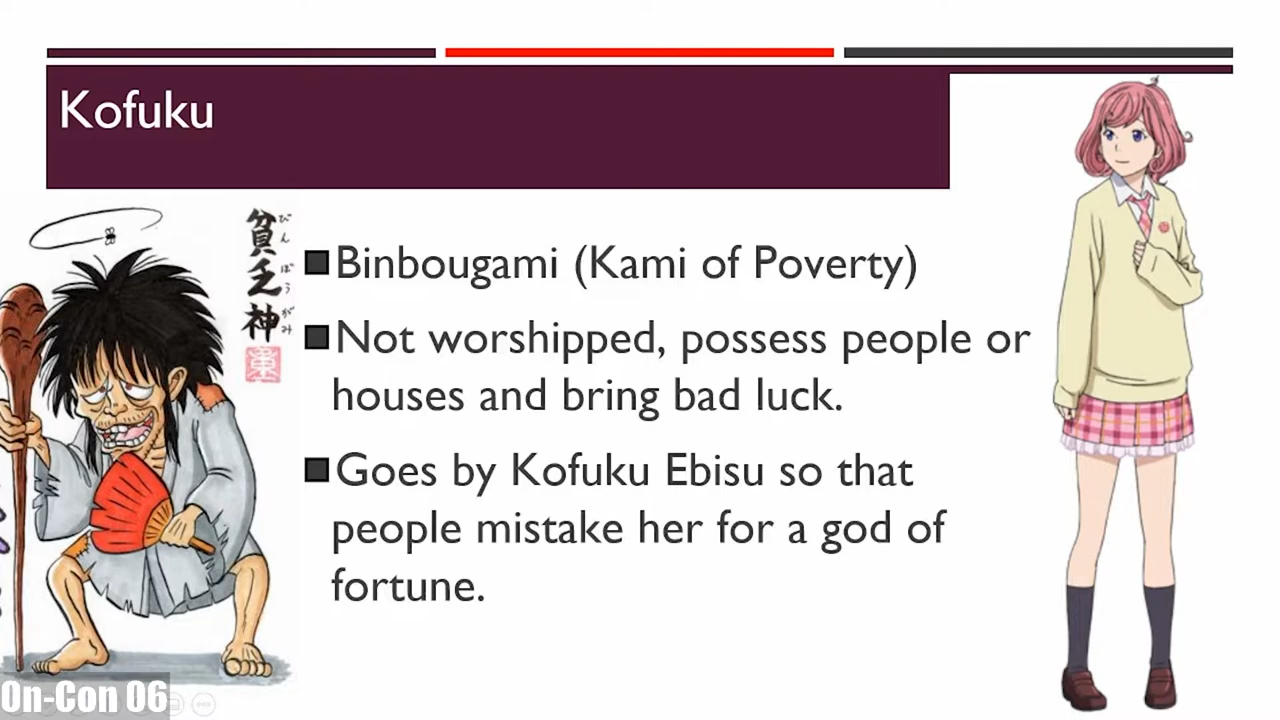 Kofuku
貧乏神
びんぼうがみ
Binbougami (Kami of Poverty)
Not worshipped, possess people or
houses and bring bad luck.
Goes by Kofuku Ebisu so that
people mistake her for a god of
fortune.
On-Con 06